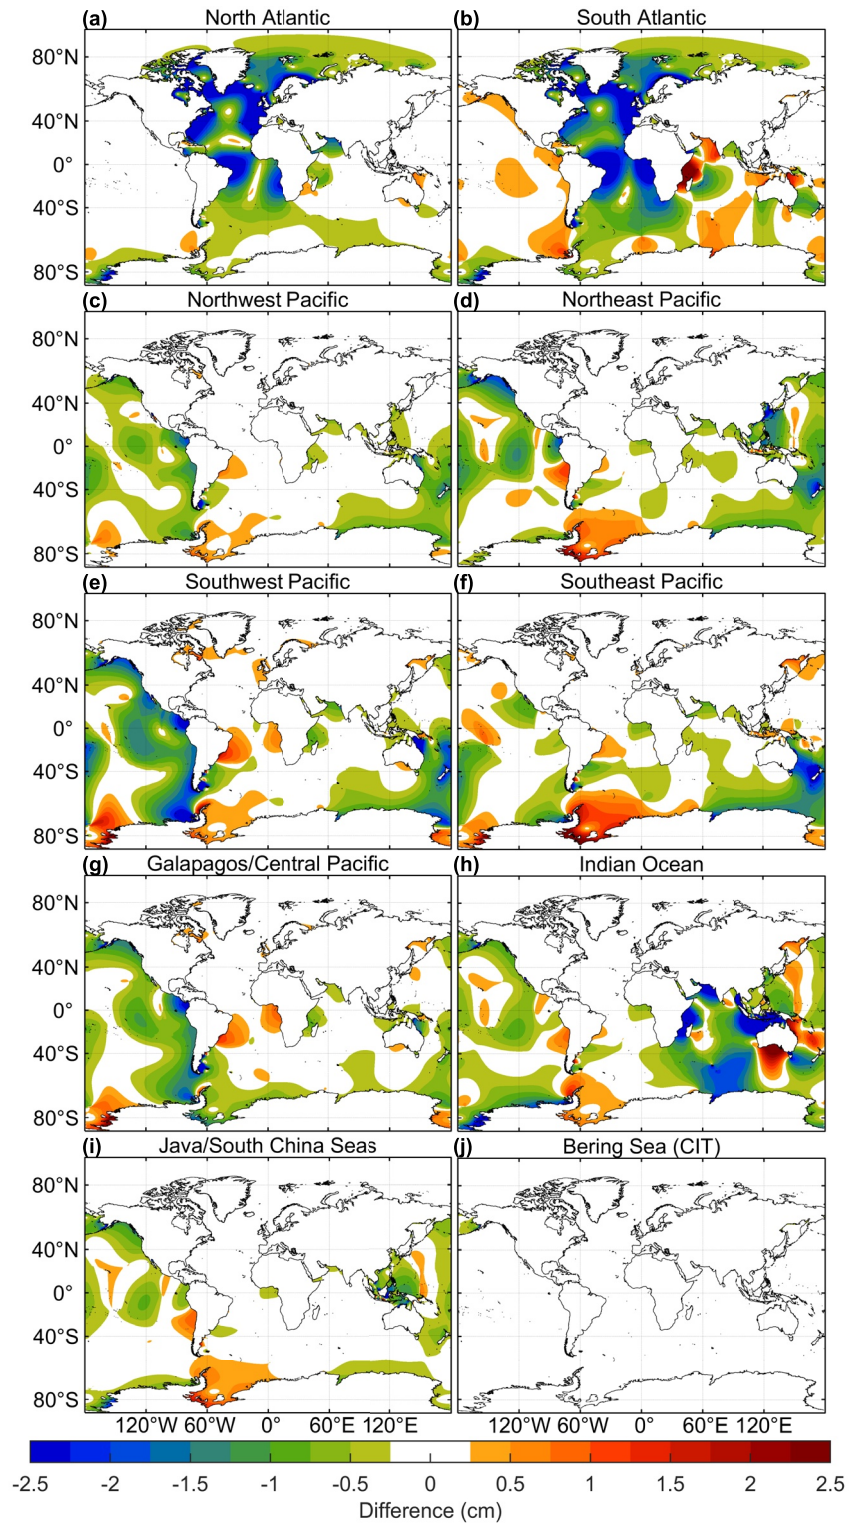 (a) North Atlantic (b) South Atlantic
80°N
40°N
0°
40°S
80°S
(c) Northwest Pacific (d) Northeast Pacific
80°N
40°N
0°
40°S
80°S
(e) Southwest Pacific (f) Southeast Pacific
80°N
40°N
0°
40°S
80°S
(g) Galapagos/Central Pacific (h) Indian Ocean
80°N
40°N
0°
40°S
80°S
(i) Java/South China Seas (j) Bering Sea (CIT)
80°N
40°N
0°
40°S
80°S
120°W 60°W 0° 60°E 120°E 120°W 60°W 0° 60°E 120°E
-2.5 -2 -1.5 -1 -0.5 0 0.5 1 1.5 2 2.5
Difference (cm)